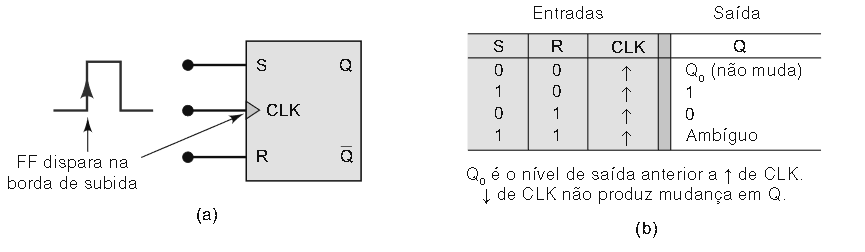 S Q
CLK
R Q̅
FF dispara na
borda de subida
(a)
Entradas Saída
S R CLK Q
0 0 ↑ Q₀ (não muda)
1 0 ↑ 1
0 1 ↑ 0
1 1 ↑ Ambíguo
Q₀ é o nível de saída anterior a ↑ de CLK.
↓ de CLK não produz mudança em Q.
(b)